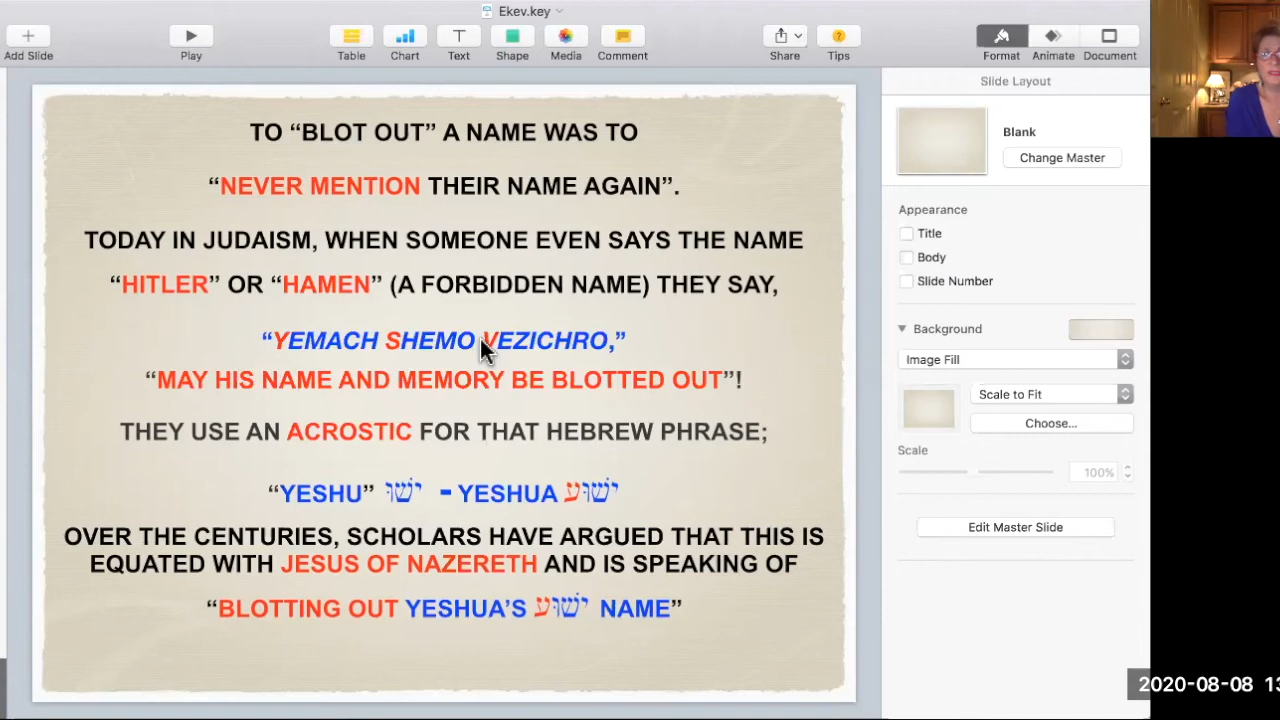 Ekev.key
Add Slide
Play
Table
Chart
Text
Shape
Media
Comment
Share
Tips
Format
Animate
Document
TO “BLOT OUT” A NAME WAS TO
“NEVER MENTION THEIR NAME AGAIN”.
TODAY IN JUDAISM, WHEN SOMEONE EVEN SAYS THE NAME
“HITLER” OR “HAMEN” (A FORBIDDEN NAME) THEY SAY,
“YEMACH SHEMO VEZICHRO,”
“MAY HIS NAME AND MEMORY BE BLOTTED OUT”!
THEY USE AN ACROSTIC FOR THAT HEBREW PHRASE;
“YESHU” יֵשׁוּ - YESHUA יֵשׁוּע
OVER THE CENTURIES, SCHOLARS HAVE ARGUED THAT THIS IS
EQUATED WITH JESUS OF NAZERETH AND IS SPEAKING OF
“BLOTTING OUT YESHUA’S יֵשׁוּע NAME”
Slide Layout
Blank
Change Master
Appearance
Title
Body
Slide Number
Background
Image Fill
Scale to Fit
Choose...
Scale
100%
Edit Master Slide
2020-08-08 13